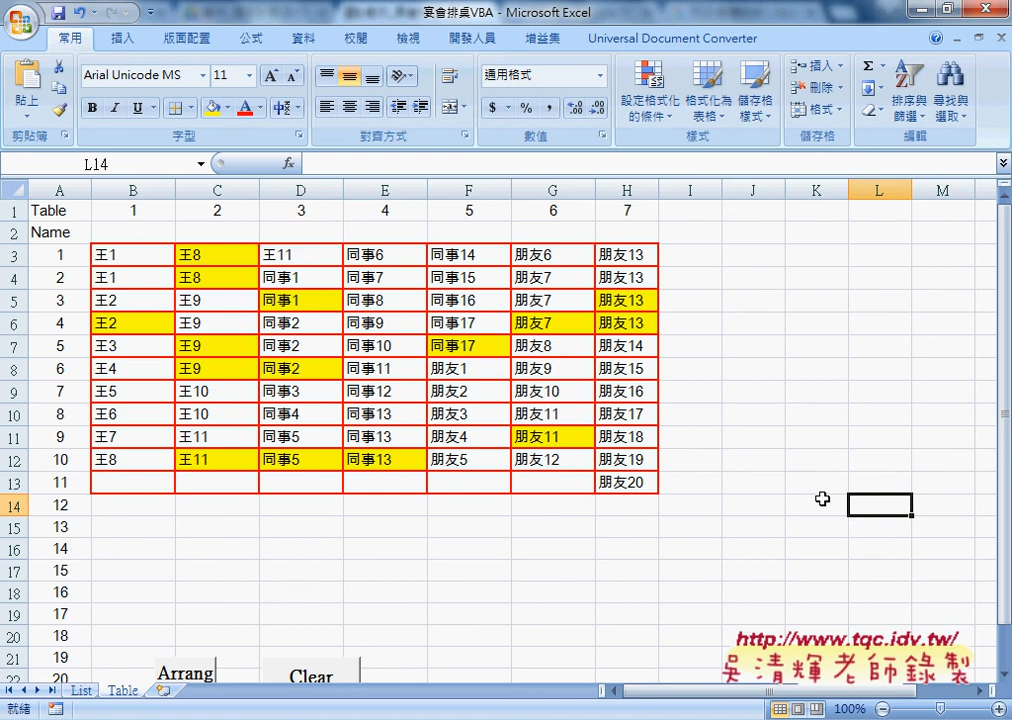 宴會排桌VBA - Microsoft Excel
常用 插入 版面配置 公式 資料 校閱 檢視 開發人員 增益集 Universal Document Converter
Arial Unicode MS 11 通用格式 插入 刪除 格式
貼上 設定格式化的條件 格式化為表格 儲存格樣式 排序與篩選 尋找與選取
剪貼簿 字型 對齊方式 數值 樣式 儲存格 編輯
L14 fx
A B C D E F G H I J K L M
1 Table 1 2 3 4 5 6 7
2 Name
3 1 王1 王8 王11 同事6 同事14 朋友6 朋友13
4 2 王1 王8 同事1 同事7 同事15 朋友7 朋友13
5 3 王2 王9 同事1 同事8 同事16 朋友7 朋友13
6 4 王2 王9 同事2 同事9 同事17 朋友7 朋友13
7 5 王3 王9 同事2 同事10 同事17 朋友8 朋友14
8 6 王4 王9 同事2 同事11 朋友1 朋友9 朋友15
9 7 王5 王10 同事3 同事12 朋友2 朋友10 朋友16
10 8 王6 王10 同事4 同事13 朋友3 朋友11 朋友17
11 9 王7 王11 同事5 同事13 朋友4 朋友11 朋友18
12 10 王8 王11 同事5 同事13 朋友5 朋友12 朋友19
13 11 朋友20
14 12
15 13
16 14
17 15
18 16
19 17
20 18
21 19
22 20
Arrang Clear
http://www.tqc.idv.tw/
吳清輝老師錄製
List Table
就緒 100%